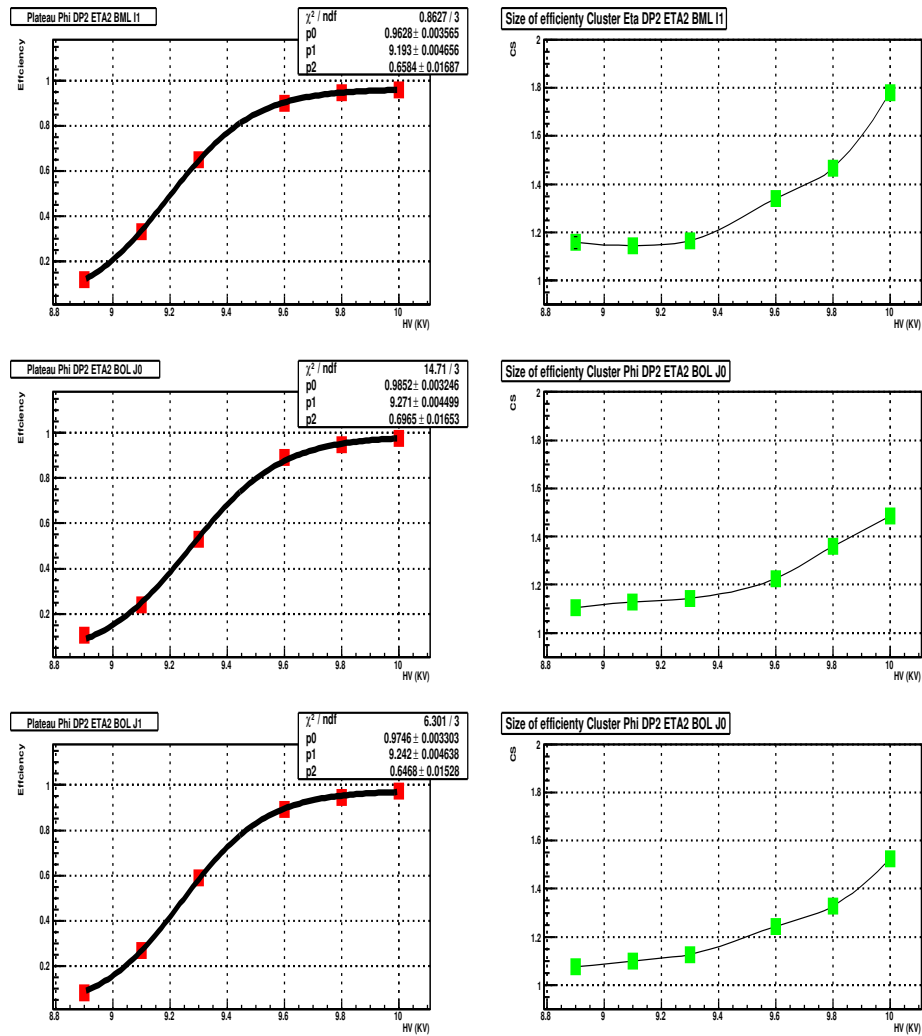 Plateau Phi DP2 ETA2 BML I1
χ² / ndf 0.8627 / 3
p0 0.9628 ± 0.003565
p1 9.193 ± 0.004656
p2 0.6584 ± 0.01687
Effciency
1
0.8
0.6
0.4
0.2
8.8 9 9.2 9.4 9.6 9.8 10
HV (KV)
Size of efficienty Cluster Eta DP2 ETA2 BML I1
CS
2
1.8
1.6
1.4
1.2
1
8.8 9 9.2 9.4 9.6 9.8 10
HV (KV)
Plateau Phi DP2 ETA2 BOL J0
χ² / ndf 14.71 / 3
p0 0.9852 ± 0.003246
p1 9.271 ± 0.004499
p2 0.6965 ± 0.01653
Effciency
1
0.8
0.6
0.4
0.2
8.8 9 9.2 9.4 9.6 9.8 10
HV (KV)
Size of efficienty Cluster Phi DP2 ETA2 BOL J0
CS
2
1.8
1.6
1.4
1.2
1
8.8 9 9.2 9.4 9.6 9.8 10
HV (KV)
Plateau Phi DP2 ETA2 BOL J1
χ² / ndf 6.301 / 3
p0 0.9746 ± 0.003303
p1 9.242 ± 0.004638
p2 0.6468 ± 0.01528
Effciency
1
0.8
0.6
0.4
0.2
8.8 9 9.2 9.4 9.6 9.8 10
HV (KV)
Size of efficienty Cluster Phi DP2 ETA2 BOL J0
CS
2
1.8
1.6
1.4
1.2
1
8.8 9 9.2 9.4 9.6 9.8 10
HV (KV)